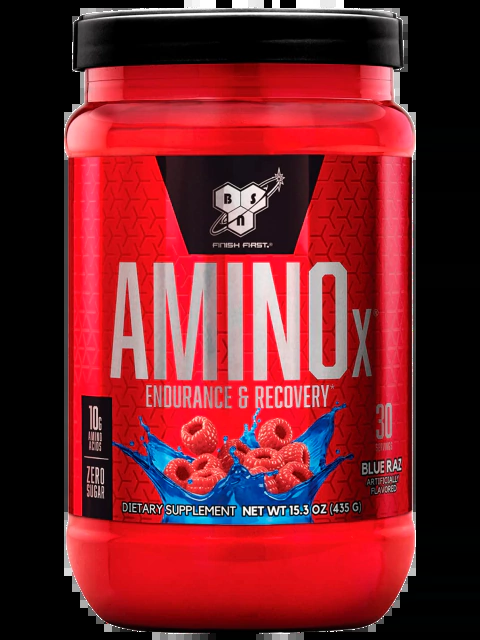 B S
n
FINISH FIRST.®
AMINOx™
ENDURANCE & RECOVERY*
10G
AMINO
ACIDS
ZERO
SUGAR
30
SERVINGS
BLUE RAZ
ARTIFICIALLY
FLAVORED
DIETARY SUPPLEMENT NET WT 15.3 OZ (435 G)